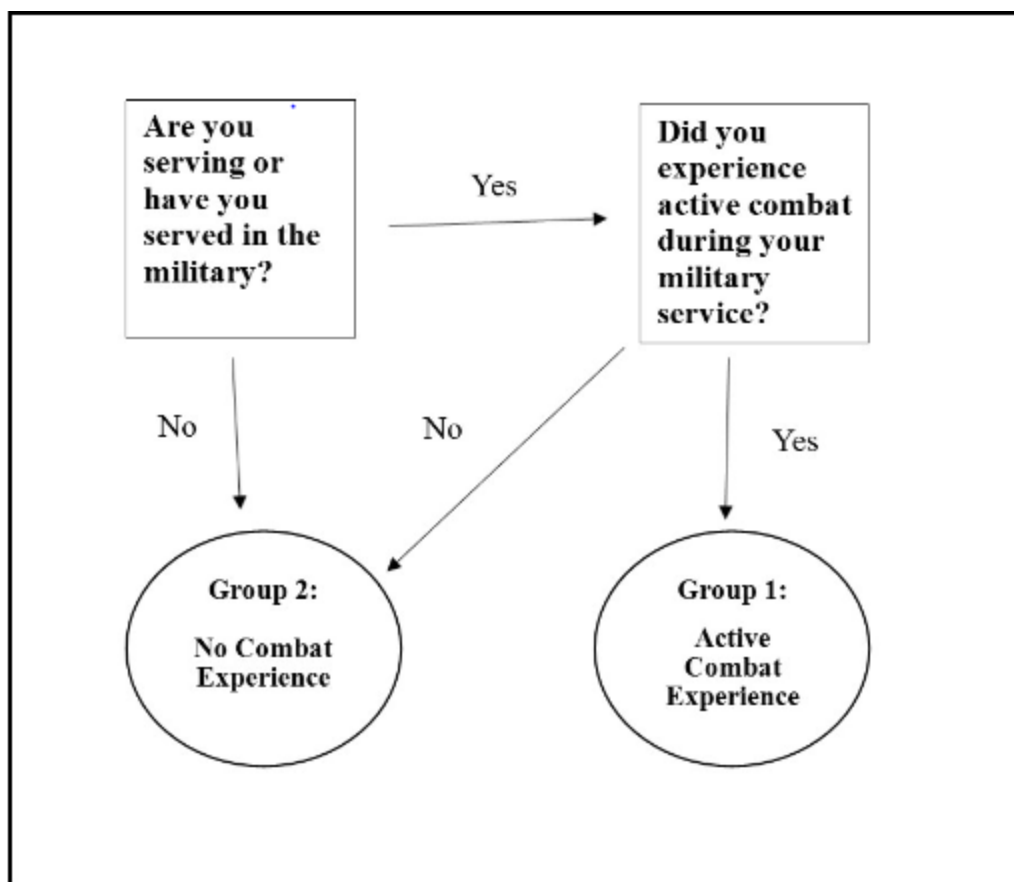 Are you
serving or
have you
served in the
military?
Yes
Did you
experience
active combat
during your
military
service?
No
No
Yes
Group 2:
No Combat
Experience
Group 1:
Active
Combat
Experience